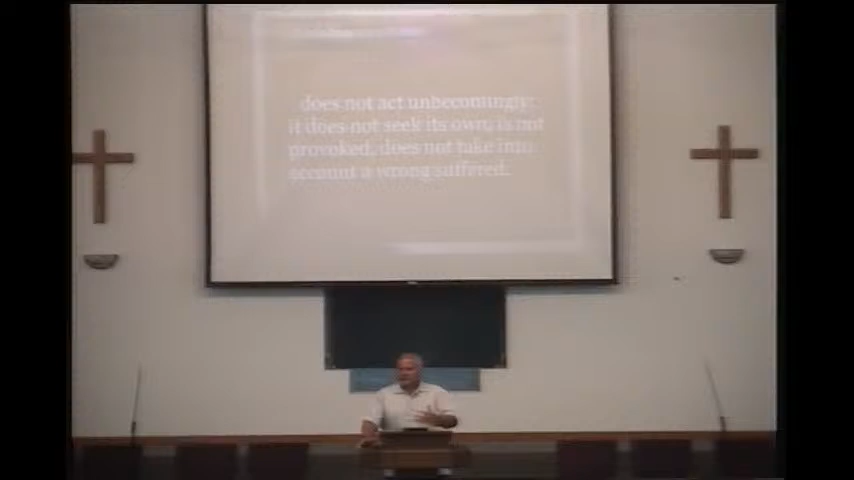 does not act unbecomingly;
it does not seek its own, is not
provoked, does not take into
account a wrong suffered.